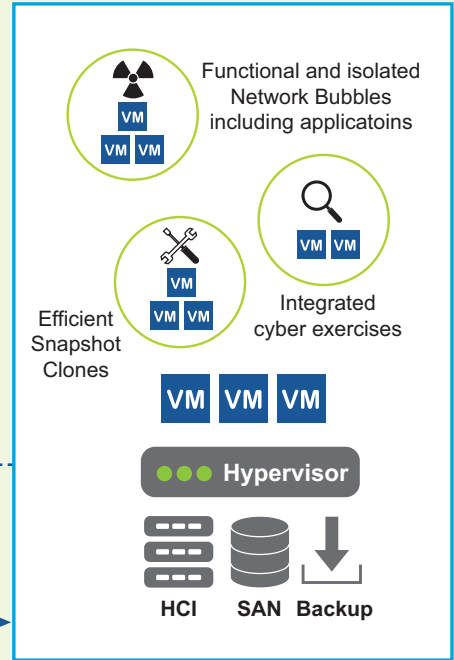 Functional and isolated
Network Bubbles
including applicatoins
VM
VM VM
VM VM
VM
VM VM
Integrated
cyber exercises
Efficient
Snapshot
Clones
VM VM VM
Hypervisor
HCI SAN Backup